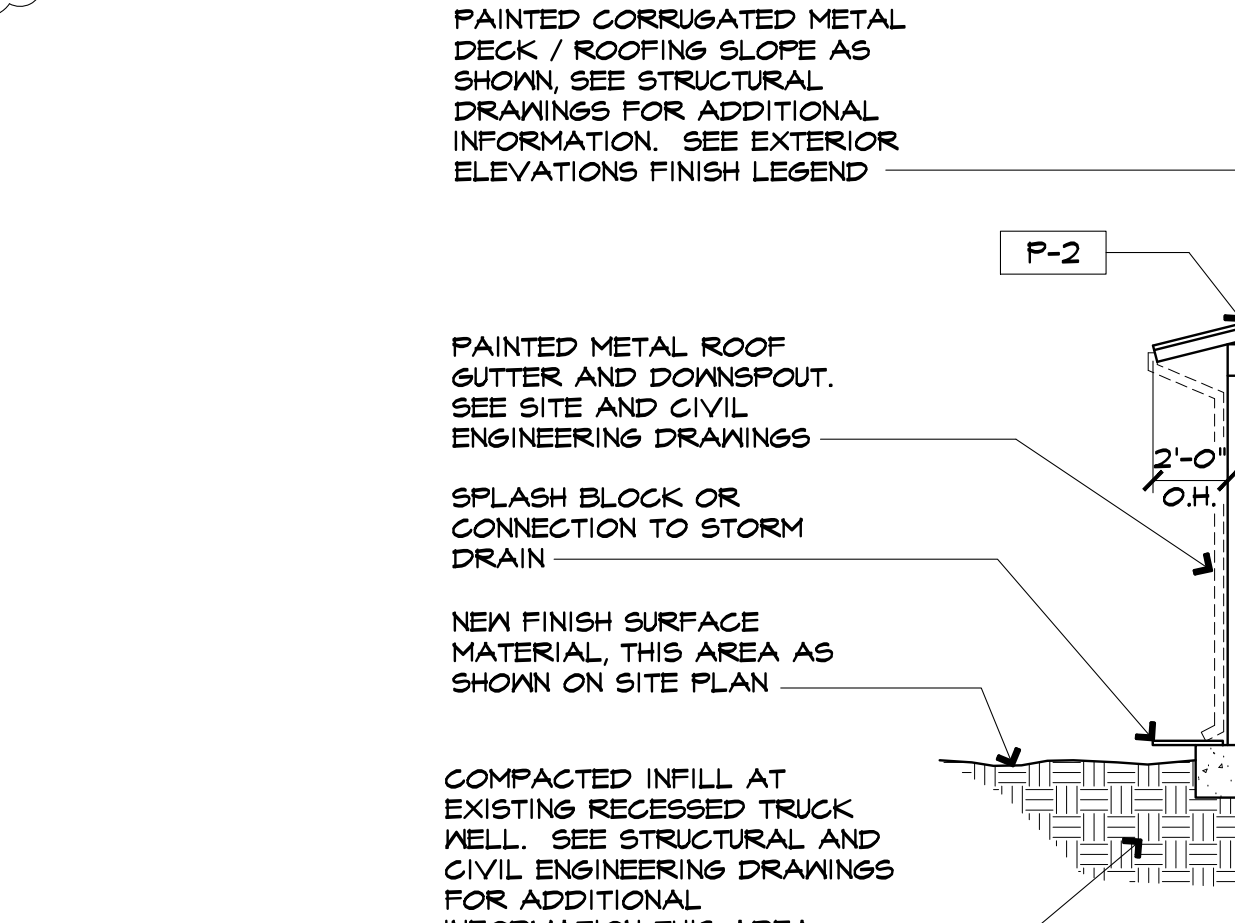 PAINTED CORRUGATED METAL
DECK / ROOFING SLOPE AS
SHOWN, SEE STRUCTURAL
DRAWINGS FOR ADDITIONAL
INFORMATION. SEE EXTERIOR
ELEVATIONS FINISH LEGEND
P-2
PAINTED METAL ROOF
GUTTER AND DOWNSPOUT.
SEE SITE AND CIVIL
ENGINEERING DRAWINGS
2'-0"
O.H.
SPLASH BLOCK OR
CONNECTION TO STORM
DRAIN
NEW FINISH SURFACE
MATERIAL, THIS AREA AS
SHOWN ON SITE PLAN
COMPACTED INFILL AT
EXISTING RECESSED TRUCK
WELL. SEE STRUCTURAL AND
CIVIL ENGINEERING DRAWINGS
FOR ADDITIONAL
INFORMATION THIS AREA